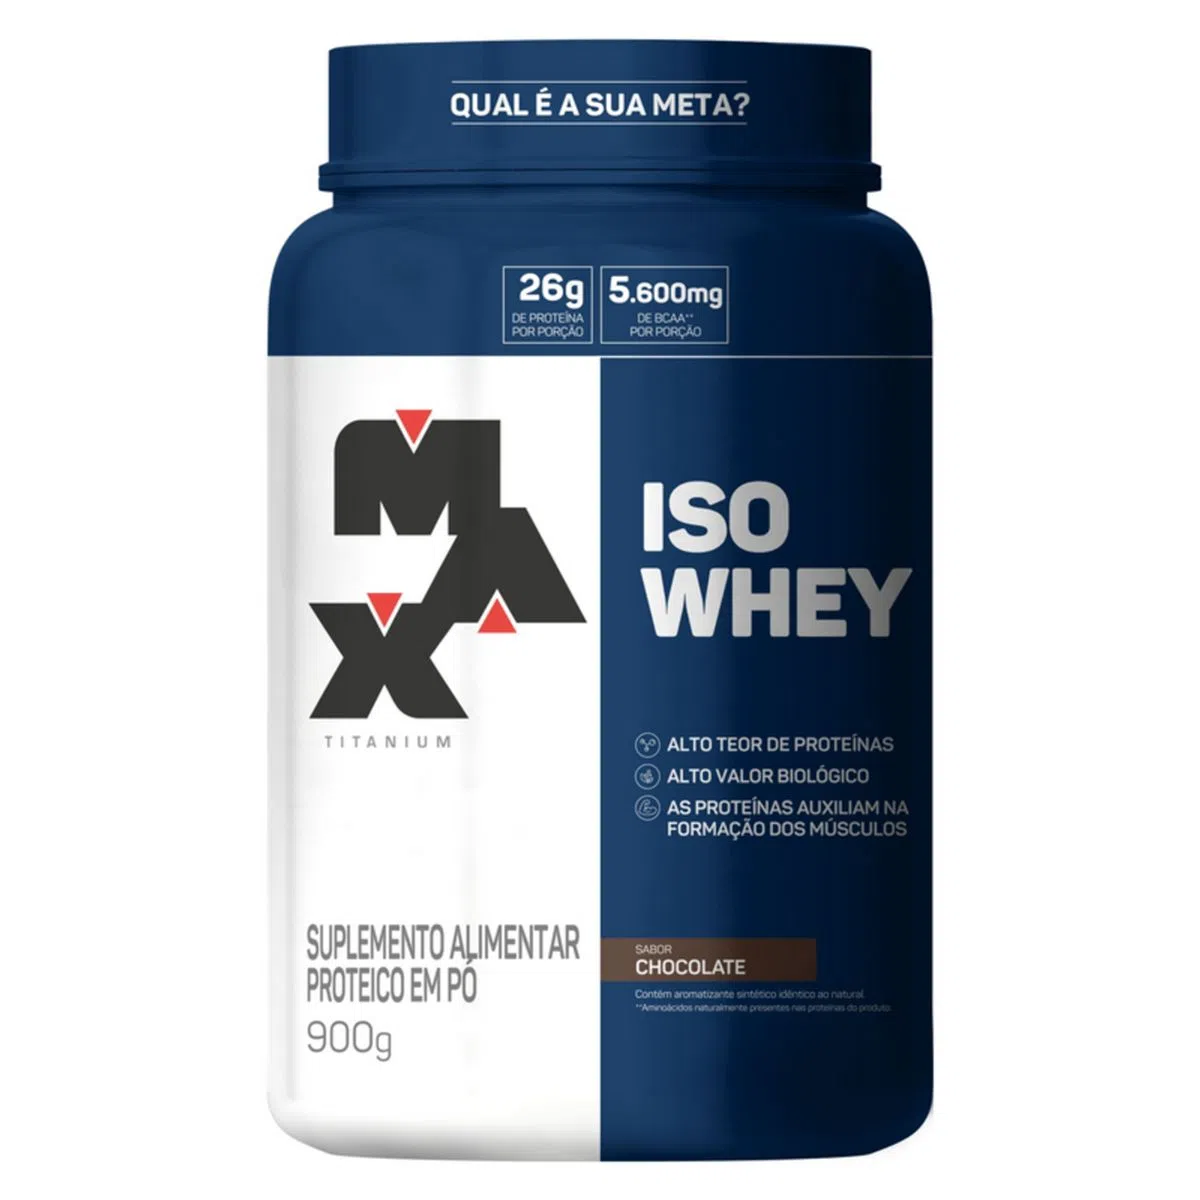 QUAL É A SUA META?
26g
DE PROTEÍNA
POR PORÇÃO
5.600mg
DE BCAA**
POR PORÇÃO
MAX
TITANIUM
ISO
WHEY
ALTO TEOR DE PROTEÍNAS
ALTO VALOR BIOLÓGICO
AS PROTEÍNAS AUXILIAM NA
FORMAÇÃO DOS MÚSCULOS
SUPLEMENTO ALIMENTAR
PROTEICO EM PÓ
900g
SABOR
CHOCOLATE
Contém aromatizante sintético idêntico ao natural.
**Aminoácidos naturalmente presentes nas proteínas do produto.